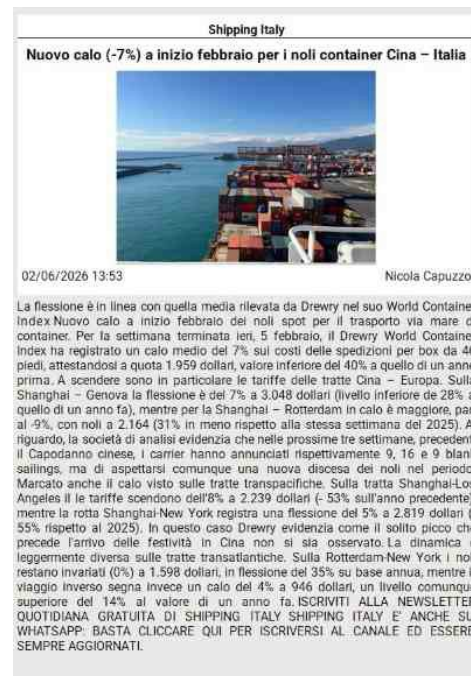 Shipping Italy
Nuovo calo (-7%) a inizio febbraio per i noli container Cina – Italia
02/06/2026 13:53
Nicola Capuzzo
La flessione è in linea con quella media rilevata da Drewry nel suo World Containe
Index Nuovo calo a inizio febbraio dei noli spot per il trasporto via mare d
container. Per la settimana terminata ieri, 5 febbraio, il Drewry World Containe
Index ha registrato un calo medio del 7% sui costi delle spedizioni per box da 4
piedi, attestandosi a quota 1.959 dollari, valore inferiore del 40% a quello di un anno
prima. A scendere sono in particolare le tariffe delle tratte Cina – Europa. Sull
Shanghai – Genova la flessione è del 7% a 3.048 dollari (livello inferiore de 28% a
quello di un anno fa), mentre per la Shanghai – Rotterdam in calo è maggiore, par
al -9%, con noli a 2.164 (31% in meno rispetto alla stessa settimana del 2025). A
riguardo, la società di analisi evidenzia che nelle prossime tre settimane, precedent
il Capodanno cinese, i carrier hanno annunciati rispettivamente 9, 16 e 9 blank
sailings, ma di aspettarsi comunque una nuova discesa dei noli nel periodo
Marcato anche il calo visto sulle tratte transpacifiche. Sulla tratta Shanghai-Los
Angeles il le tariffe scendono dell'8% a 2.239 dollari (- 53% sull'anno precedente)
mentre la rotta Shanghai-New York registra una flessione del 5% a 2.819 dollari (
55% rispetto al 2025). In questo caso Drewry evidenzia come il solito picco che
precede l'arrivo delle festività in Cina non si sia osservato. La dinamica
leggermente diversa sulle tratte transatlantiche. Sulla Rotterdam-New York i nol
restano invariati (0%) a 1.598 dollari, in flessione del 35% su base annua, mentre i
viaggio inverso segna invece un calo del 4% a 946 dollari, un livello comunque
superiore del 14% al valore di un anno fa. ISCRIVITI ALLA NEWSLETTER
QUOTIDIANA GRATUITA DI SHIPPING ITALY SHIPPING ITALY E' ANCHE SU
WHATSAPP: BASTA CLICCARE QUI PER ISCRIVERSI AL CANALE ED ESSERE
SEMPRE AGGIORNATI.